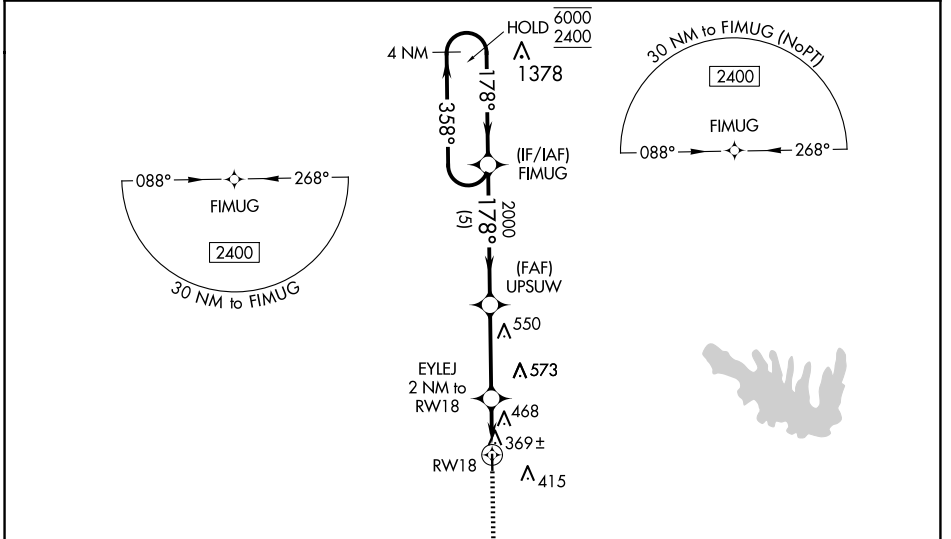 HOLD 6000
2400
4 NM
1378
178°
358°
(IF/IAF)
FIMUG
2000
178°
(5)
(FAF)
UPSUW
550
573
EYLEJ
2 NM to
RW18
468
369±
RW18
415
088°
268°
FIMUG
2400
30 NM to FIMUG
30 NM to FIMUG (NoPT)
2400
FIMUG
088°
268°